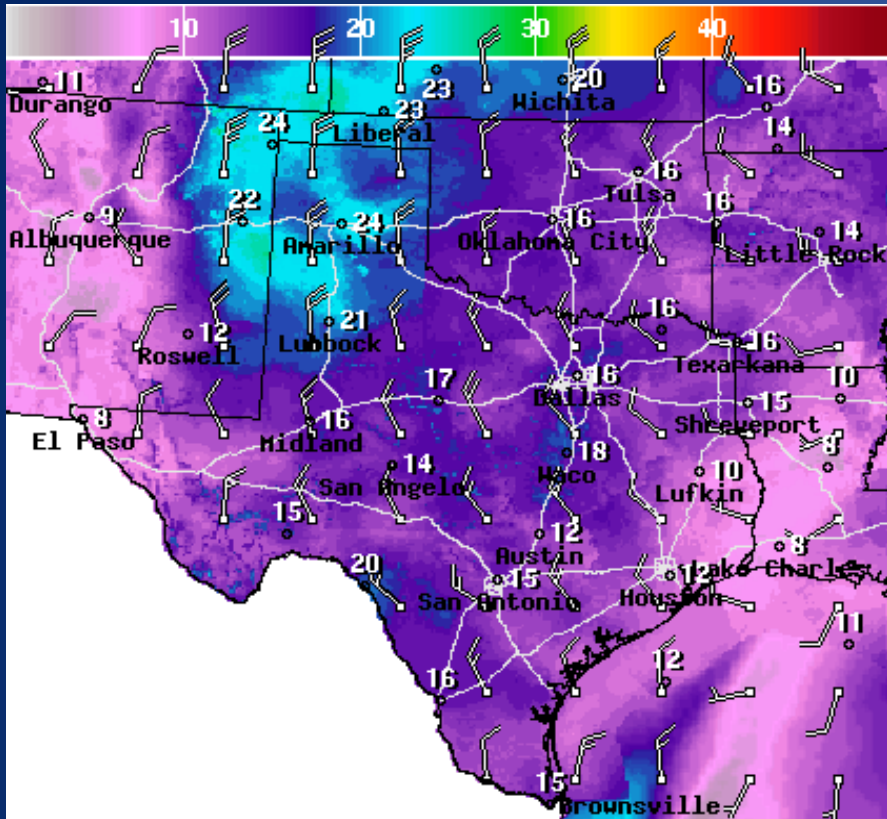 10 20 30 40
11
Durango
23
20
Wichita
16
23
Liberal
24
14
16
Tulsa
9
22
24
16
16
14
Albuquerque
Amarillo
Oklahoma City
Little Rock
12
21
16
16
Roswell
Lubbock
Texarkana
16
Dallas
17
15
10
8
16
Shreveport
El Paso
Midland
18
8
14
Waco
10
San Angelo
Lufkin
15
12
8
Austin
Lake Charles
20
15
12
San Antonio
Houston
11
12
16
15
Brownsville